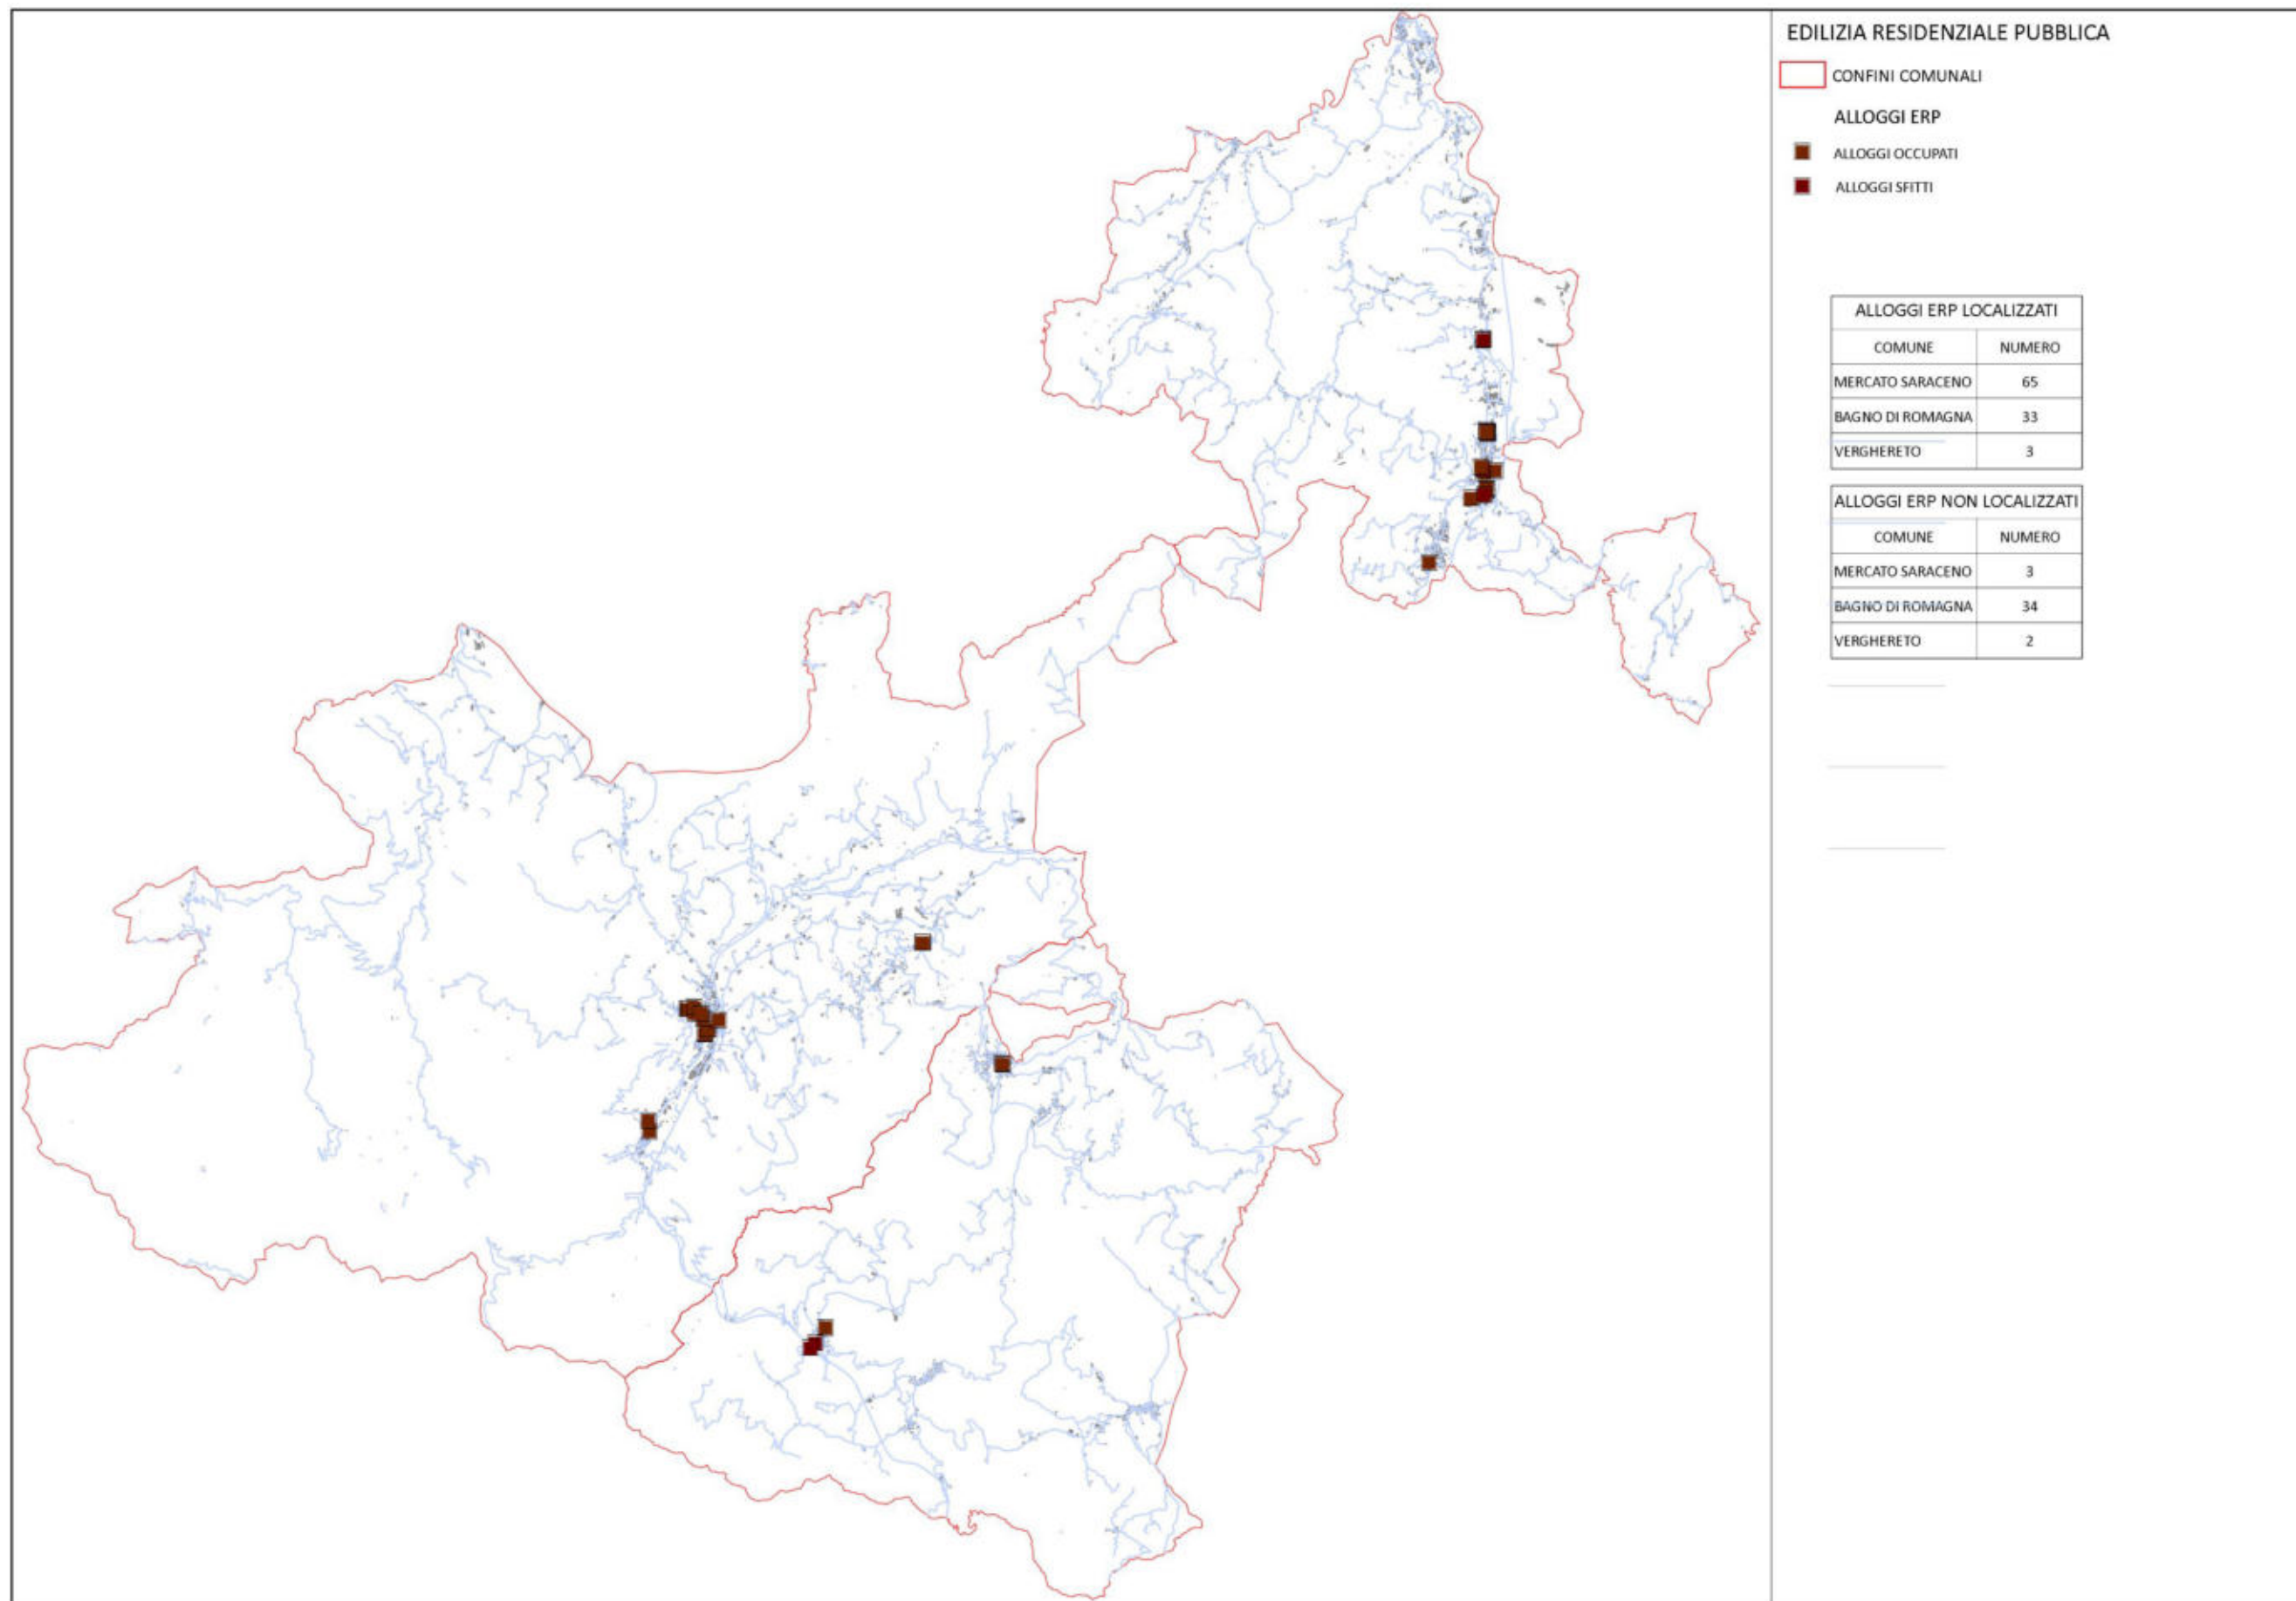 EDILIZIA RESIDENZIALE PUBBLICA
CONFINI COMUNALI
ALLOGGI ERP
ALLOGGI OCCUPATI
ALLOGGI SFITTI
ALLOGGI ERP LOCALIZZATI
COMUNE NUMERO
MERCATO SARACENO 65
BAGNO DI ROMAGNA 33
VERGHERETO 3
ALLOGGI ERP NON LOCALIZZATI
COMUNE NUMERO
MERCATO SARACENO 3
BAGNO DI ROMAGNA 34
VERGHERETO 2